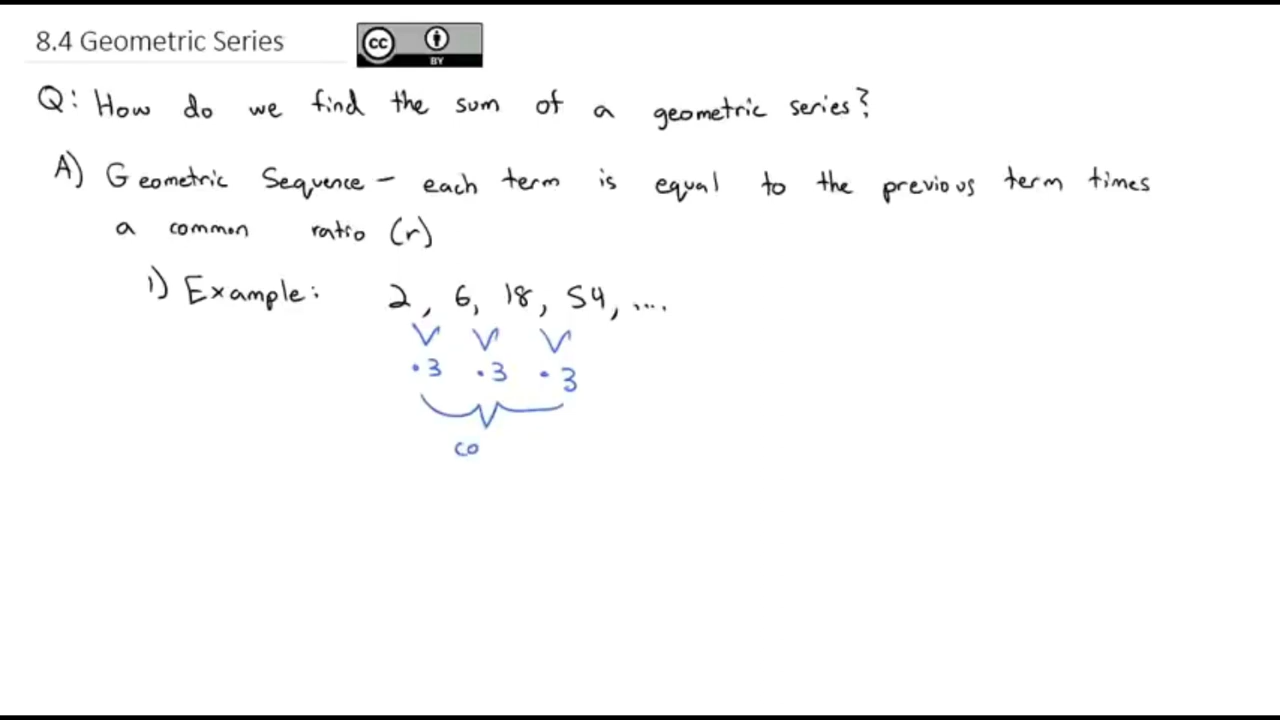 8.4 Geometric Series
cc BY
Q: How do we find the sum of a geometric series?
A) Geometric Sequence - each term is equal to the previous term times
a common ratio (r)
1) Example: 2, 6, 18, 54, ....
·3 ·3 ·3
co